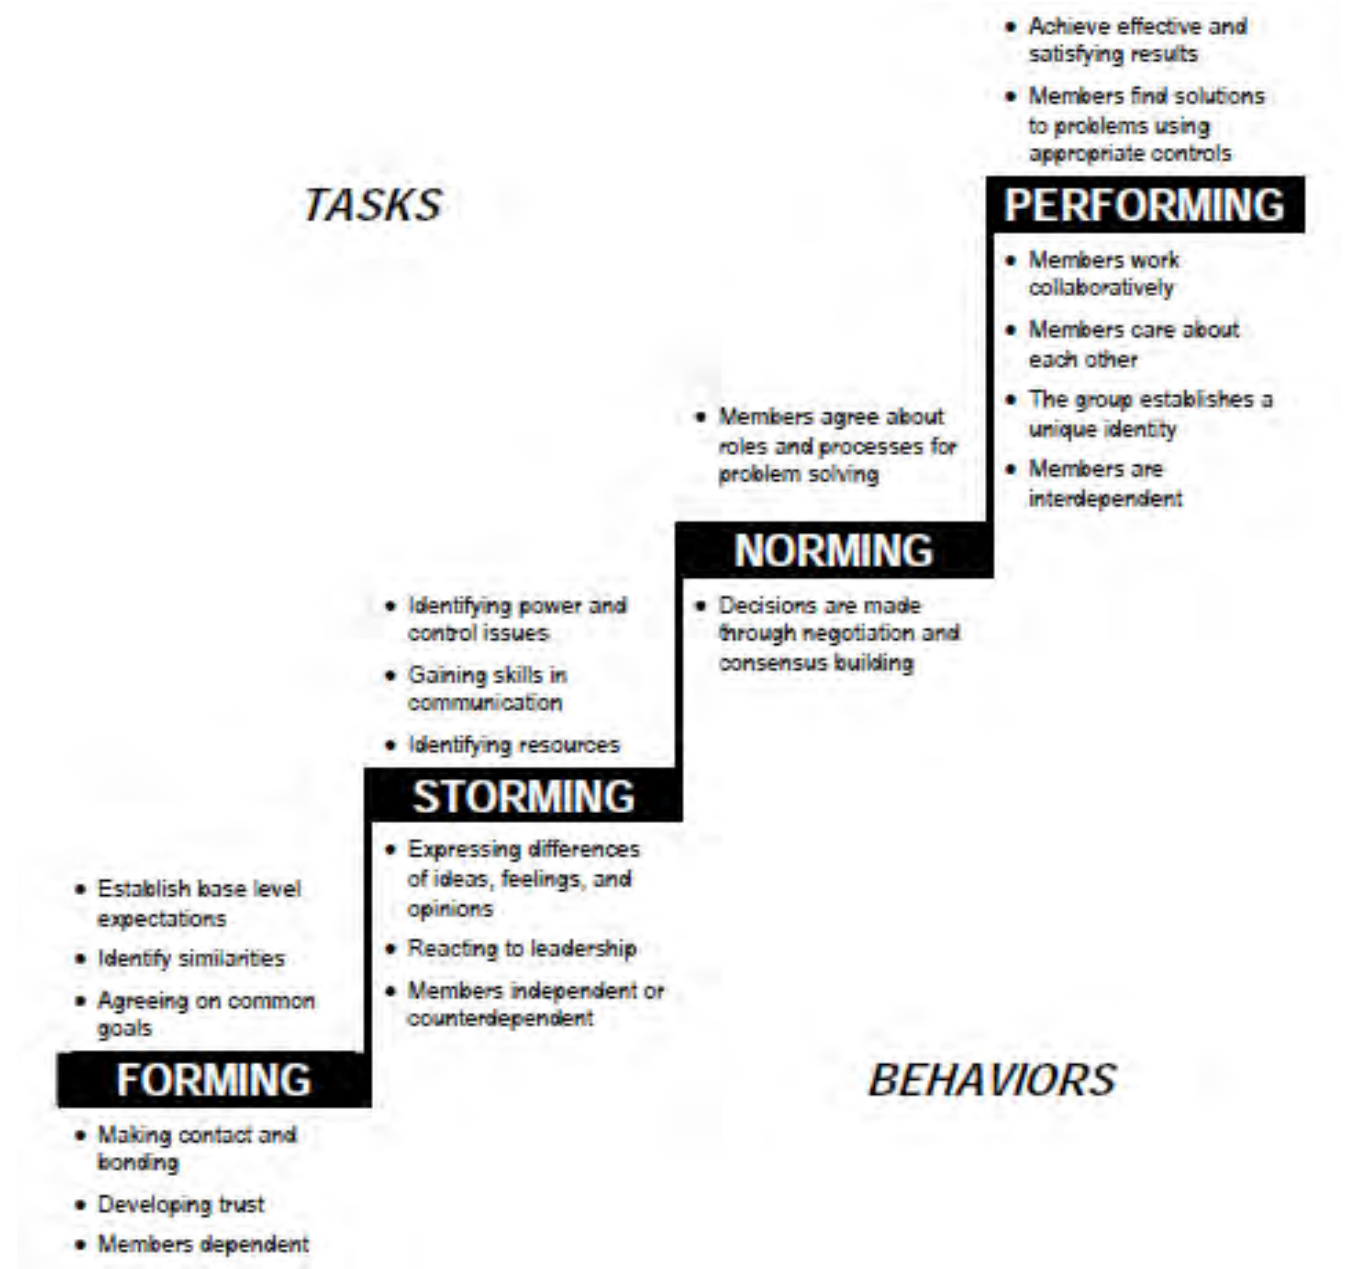 • Achieve effective and
satisfying results
• Members find solutions
to problems using
appropriate controls
TASKS
PERFORMING
• Members work
collaboratively
• Members care about
each other
• The group establishes a
unique identity
• Members are
interdependent
• Members agree about
roles and processes for
problem solving
NORMING
• Decisions are made
through negotiation and
consensus building
• Identifying power and
control issues
• Gaining skills in
communication
• Identifying resources
STORMING
• Expressing differences
of ideas, feelings, and
opinions
• Reacting to leadership
• Members independent or
counterdependent
• Establish base level
expectations
• Identify similarities
• Agreeing on common
goals
FORMING
BEHAVIORS
• Making contact and
bonding
• Developing trust
• Members dependent